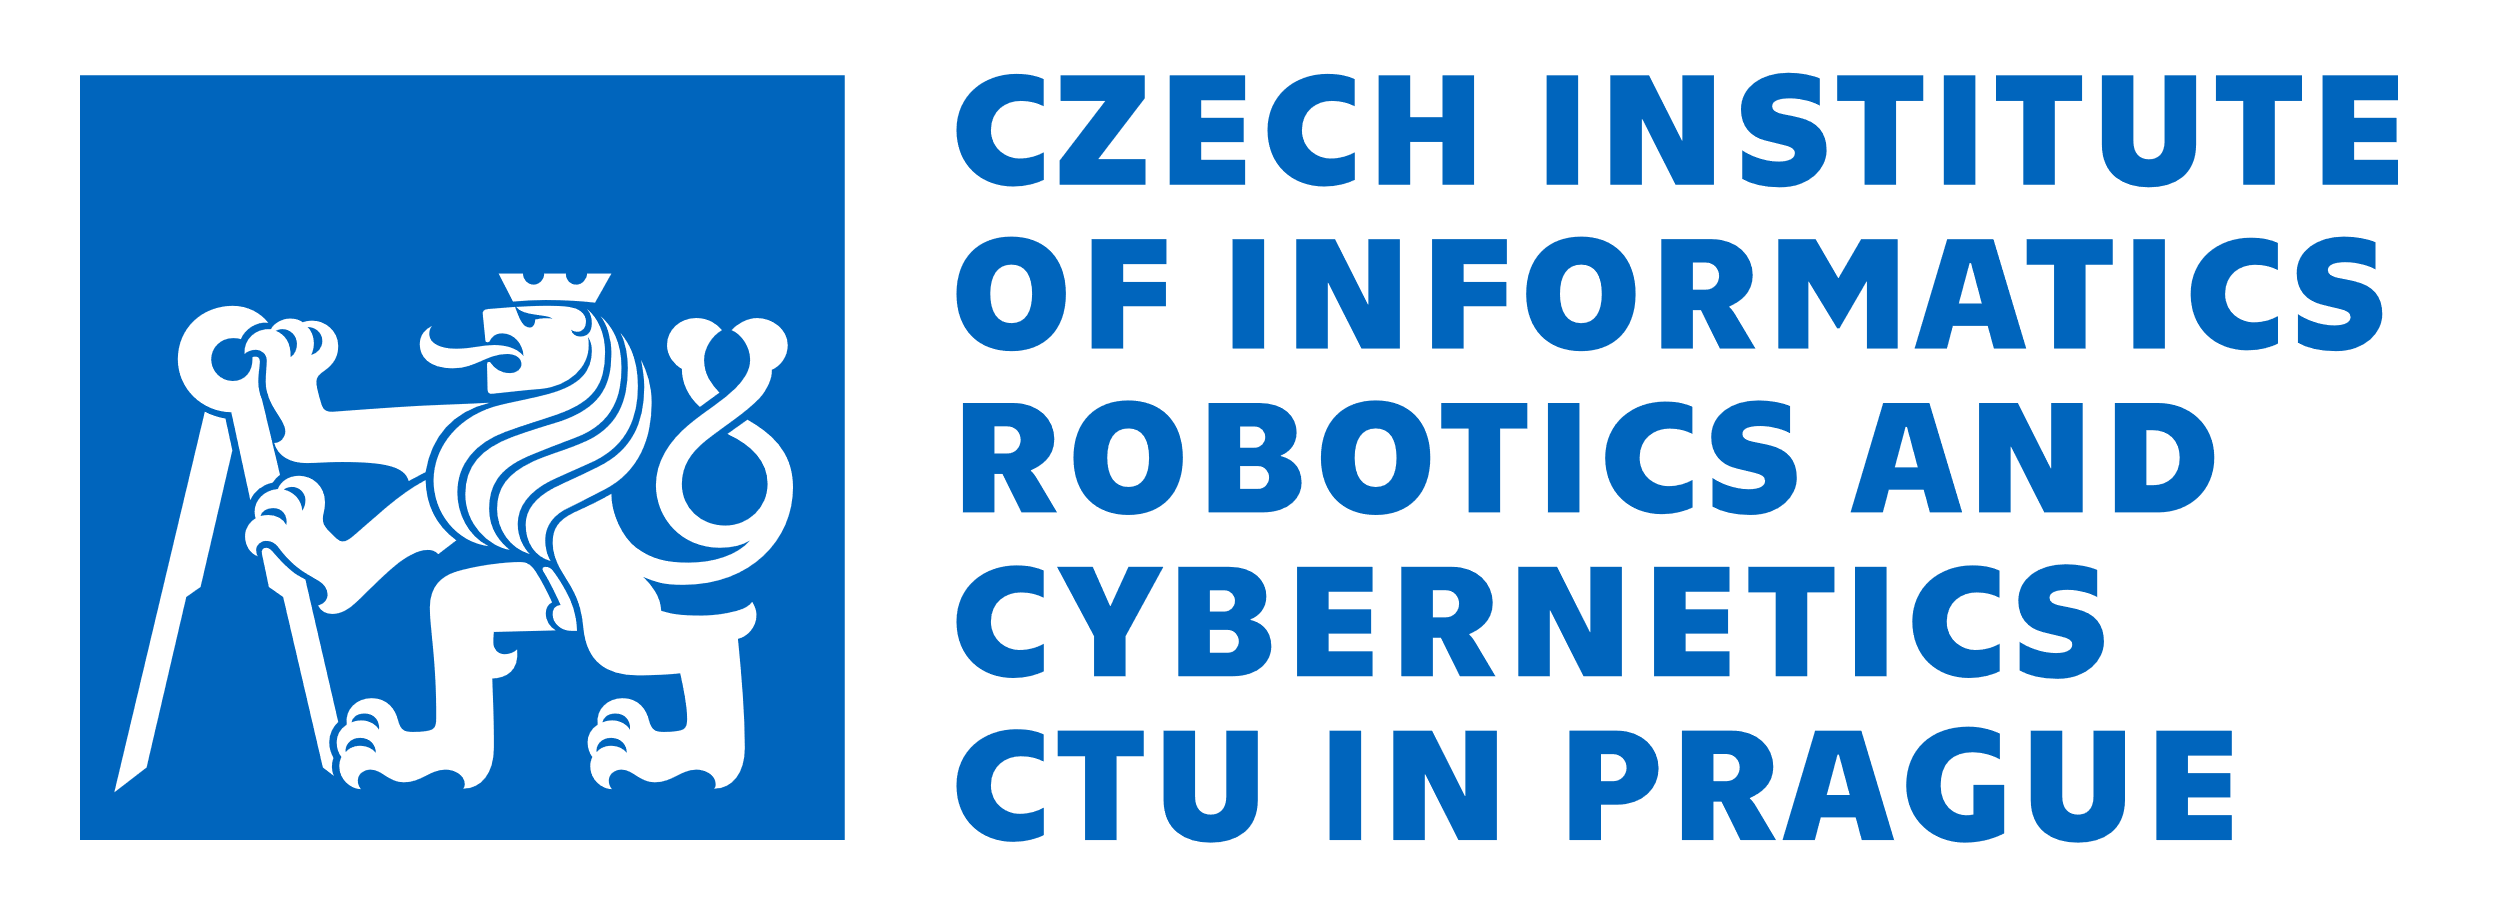 CZECH INSTITUTE
OF INFORMATICS
ROBOTICS AND
CYBERNETICS
CTU IN PRAGUE